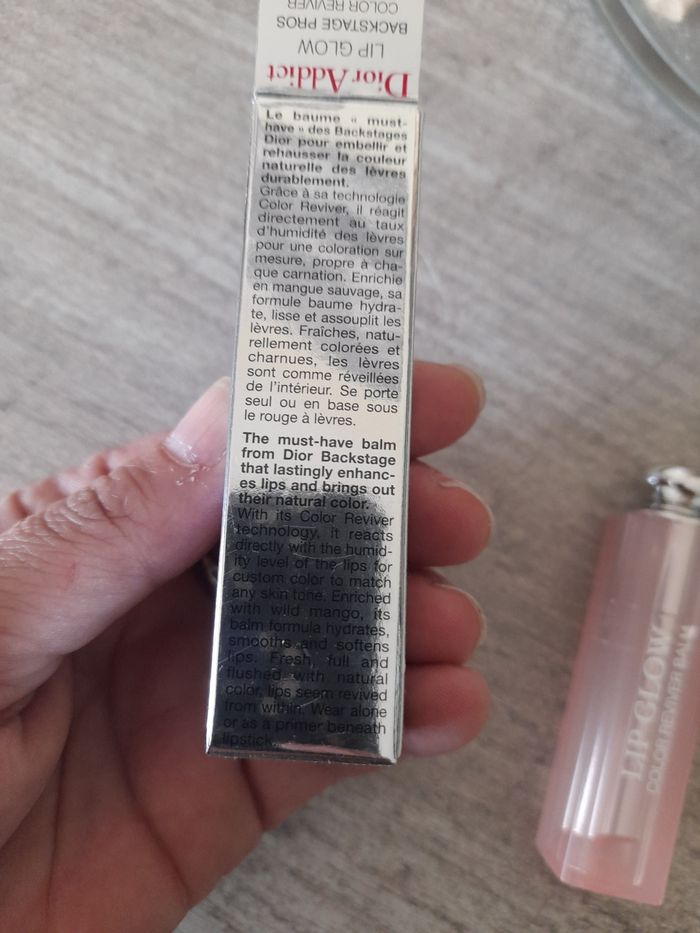 COLOR REVIVER
BACKSTAGE PROS
LIP GLOW
Dior Addict
Le baume « must-
have » des Backstages
Dior pour embellir et
rehausser la couleur
naturelle des lèvres
durablement.
Grâce à sa technologie
Color Reviver, il réagit
directement au taux
d'humidité des lèvres
pour une coloration sur
mesure, propre à cha-
que carnation. Enrichie
en mangue sauvage, sa
formule baume hydra-
te, lisse et assouplit les
lèvres. Fraîches, natu-
rellement colorées et
charnues, les lèvres
sont comme réveillées
de l'intérieur. Se porte
seul ou en base sous
le rouge à lèvres.
The must-have balm
from Dior Backstage
that lastingly enhanc-
es lips and brings out
their natural color.
With its Color Reviver
technology, it reacts
directly with the humid-
ity level of the lips for
custom color to match
any skin tone. Enriched
with wild mango, its
balm formula hydrates,
smooths and softens
lips. Fresh, full and
flushed with natural
color, lips seem revived
from within. Wear alone
or as a primer beneath
lipstick.
LIP GLOW
COLOR REVIVER BALM